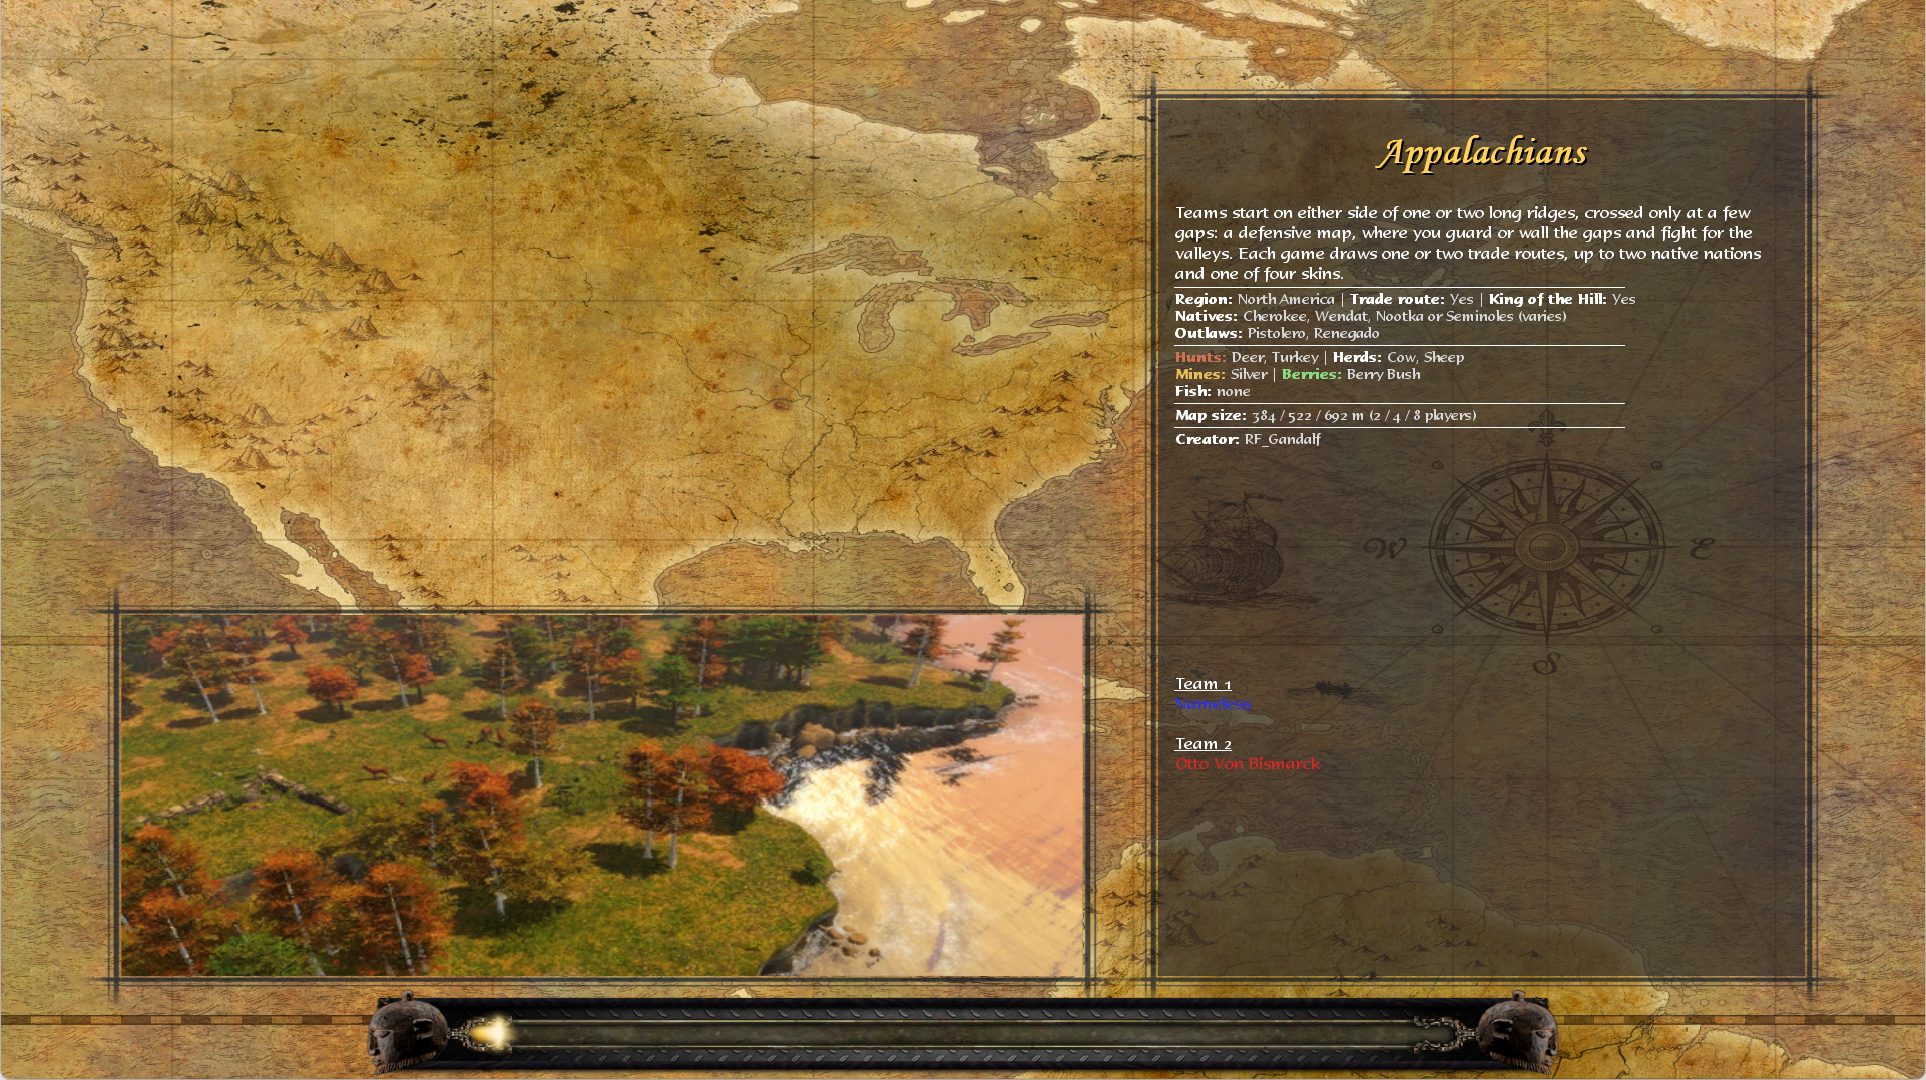 Appalachians
Teams start on either side of one or two long ridges, crossed only at a few
gaps: a defensive map, where you guard or wall the gaps and fight for the
valleys. Each game draws one or two trade routes, up to two native nations
and one of four skins.
Region: North America | Trade route: Yes | King of the Hill: Yes
Natives: Cherokee, Wendat, Nootka or Seminoles (varies)
Outlaws: Pistolero, Renegado
Hunts: Deer, Turkey | Herds: Cow, Sheep
Mines: Silver | Berries: Berry Bush
Fish: none
Map size: 384 / 522 / 692 m (2 / 4 / 8 players)
Creator: RF_Gandalf
W
E
S
Team 1
Nameless
Team 2
Otto Von Bismarck